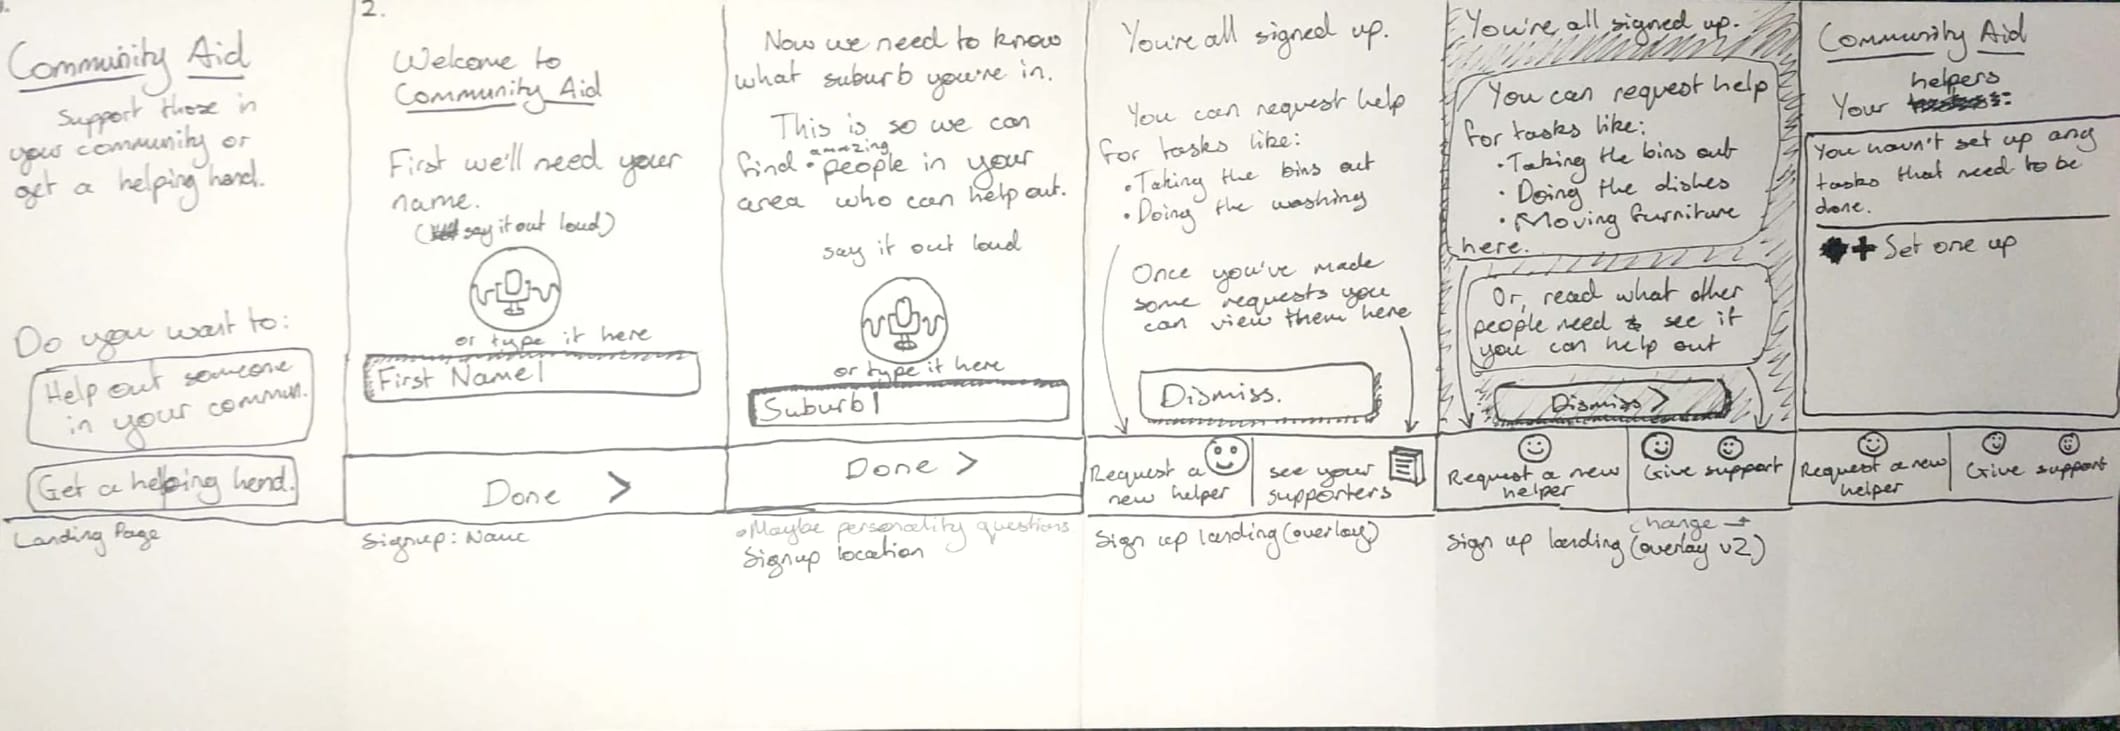 1.
Community Aid
Support those in
your community or
get a helping hand.
Do you want to:
Help out someone
in your commun.
Get a helping hand.
Landing Page
2.
Welcome to
Community Aid
First we'll need your
name.
( say it out loud)
or type it here
First Name|
Done >
Signup: Name
Now we need to know
what suburb you're in.
This is so we can
amazing
find • people in your
area who can help out.
say it out loud
or type it here
Suburb|
Done >
• Maybe personality questions
Signup location
You're all signed up.
You can request help
for tasks like:
• Taking the bins out
• Doing the washing
Once you've made
some requests you
can view them here
Dismiss.
Request a
new helper
see your
supporters
Sign up landing (overlay)
You're all signed up.
You can request help
for tasks like:
• Taking the bins out
• Doing the dishes
• Moving furniture
here.
Or, read what other
people need & see if
you can help out
Dismiss >
Request a new
helper
Give support
change →
Sign up landing (overlay v2)
Community Aid
helpers
Your
You havn't set up any
tasks that need to be
done.
+ Set one up
Request a new
helper
Give support